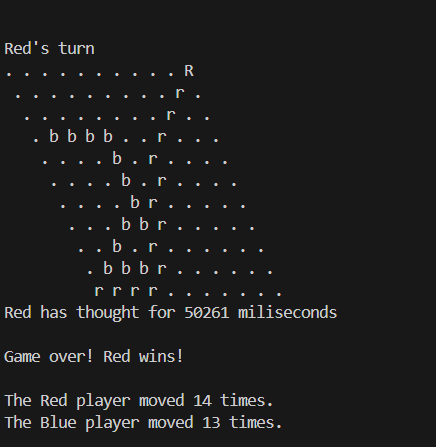 Red's turn
. . . . . . . . . . R
 . . . . . . . . . r .
  . . . . . . . . r . .
   . b b b b . . r . . .
    . . . . b . r . . . .
     . . . . b . r . . . .
      . . . . b r . . . . .
       . . . b b r . . . . .
        . . b . r . . . . . .
         . b b b r . . . . . .
          r r r r . . . . . . .
Red has thought for 50261 miliseconds
Game over! Red wins!
The Red player moved 14 times.
The Blue player moved 13 times.